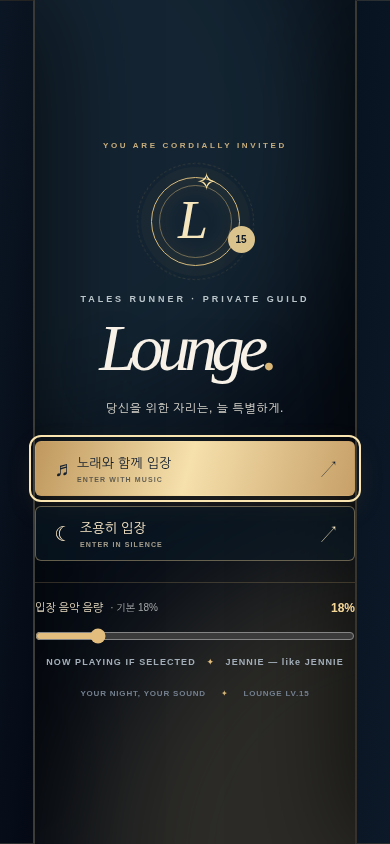 YOU ARE CORDIALLY INVITED
L
15
TALES RUNNER · PRIVATE GUILD
Lounge.
당신을 위한 자리는, 늘 특별하게.
노래와 함께 입장
ENTER WITH MUSIC
조용히 입장
ENTER IN SILENCE
입장 음악 음량 · 기본 18% 18%
NOW PLAYING IF SELECTED ✦ JENNIE — like JENNIE
YOUR NIGHT, YOUR SOUND ✦ LOUNGE LV.15